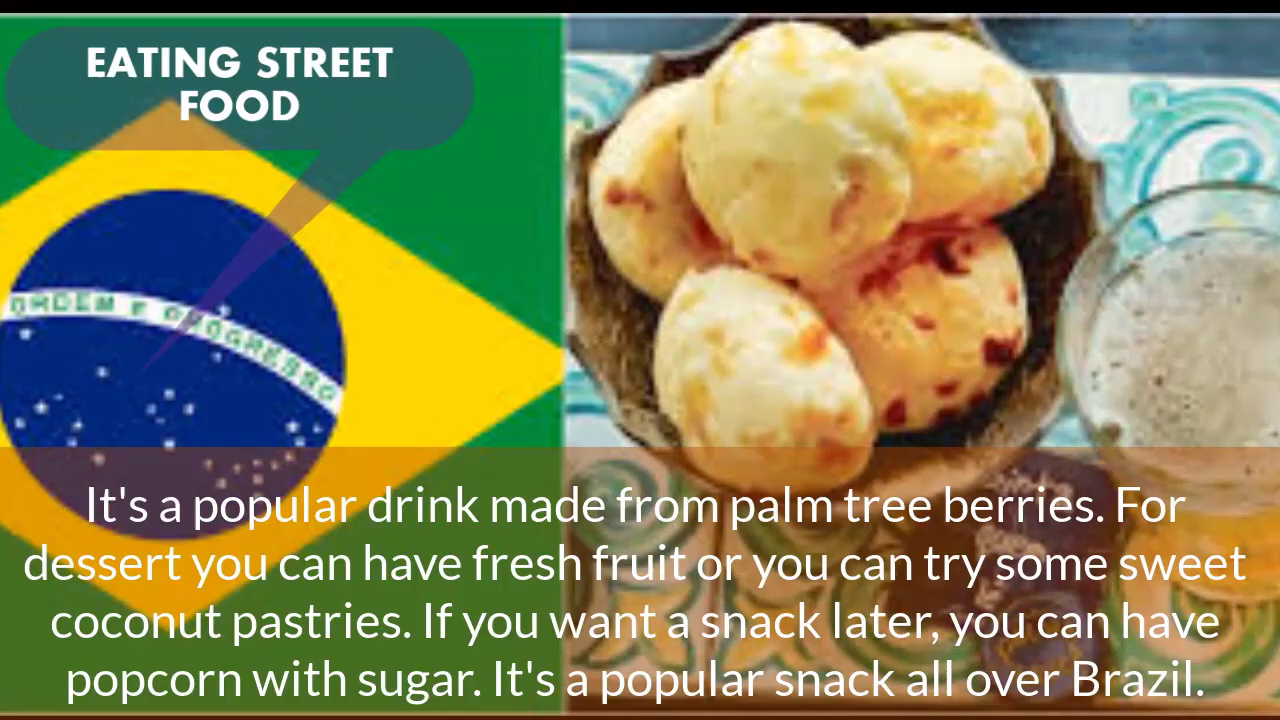 EATING STREET
FOOD
ORDEM E PROGRESSO
It's a popular drink made from palm tree berries. For
dessert you can have fresh fruit or you can try some sweet
coconut pastries. If you want a snack later, you can have
popcorn with sugar. It's a popular snack all over Brazil.